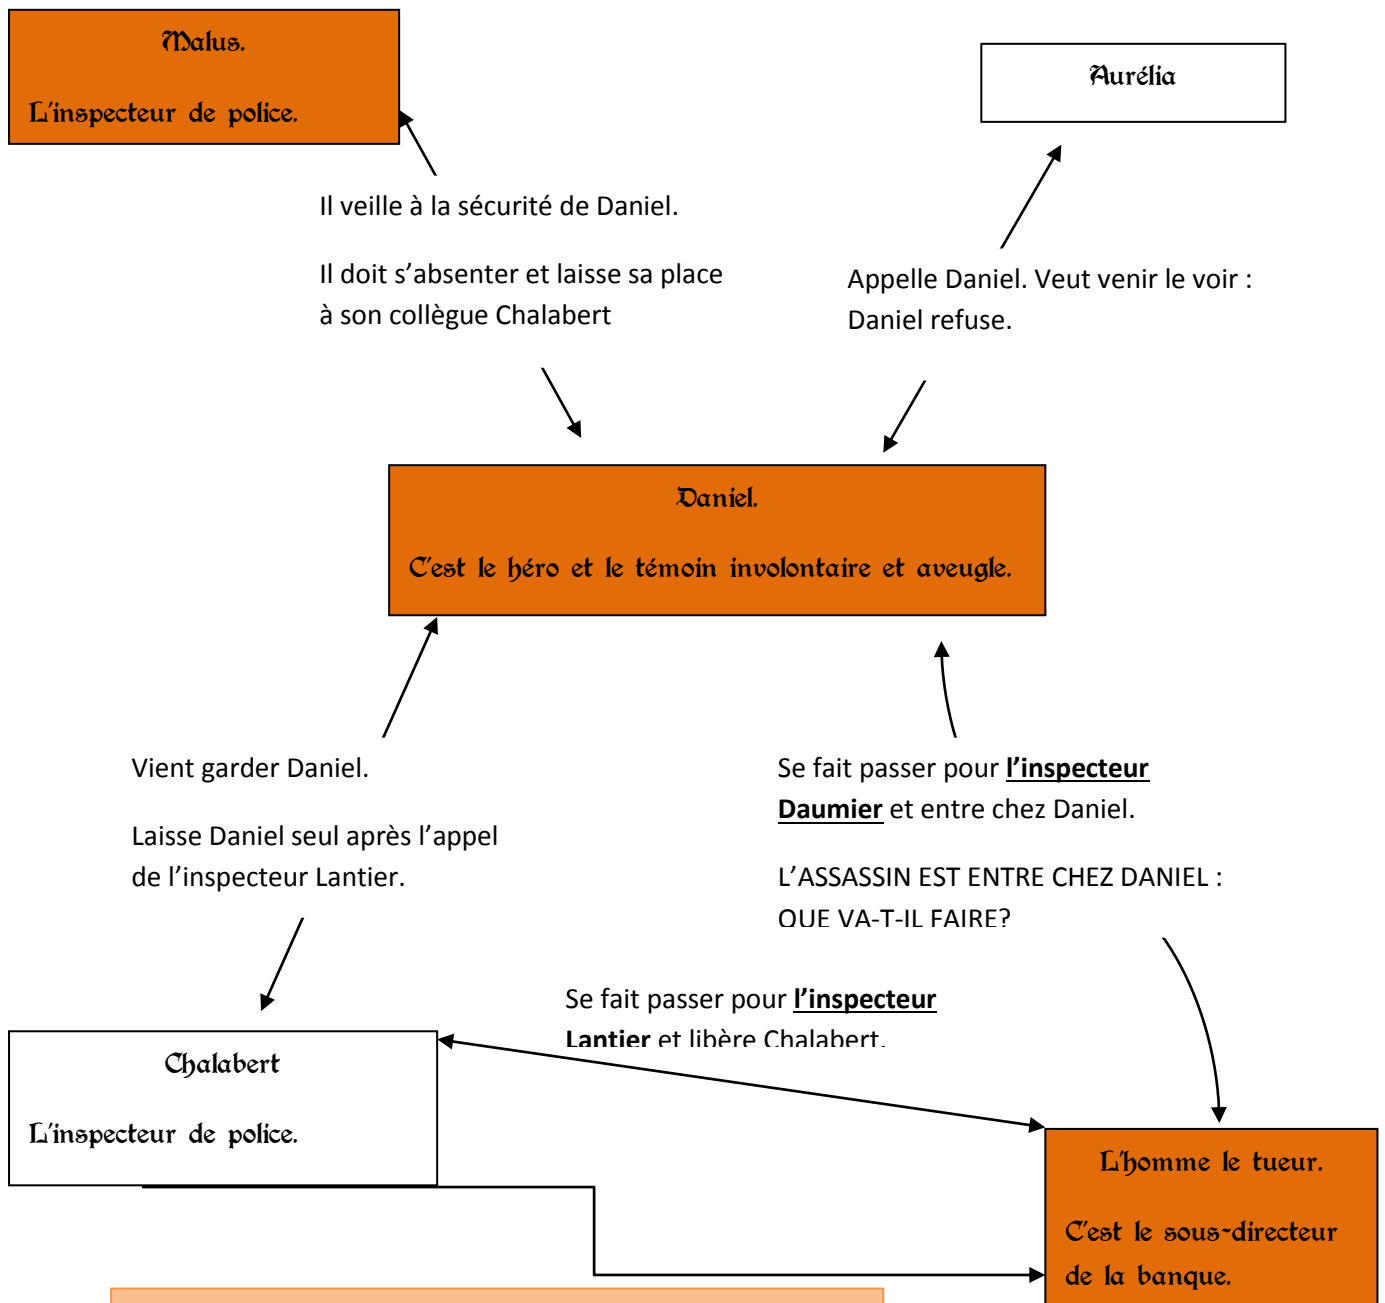 Malus.
L'inspecteur de police.
Aurélia
Il veille à la sécurité de Daniel.
Il doit s'absenter et laisse sa place
à son collègue Chalabert
Appelle Daniel. Veut venir le voir :
Daniel refuse.
Daniel.
C'est le héro et le témoin involontaire et aveugle.
Vient garder Daniel.
Laisse Daniel seul après l'appel
de l'inspecteur Lantier.
Se fait passer pour l'inspecteur
Daumier et entre chez Daniel.
L'ASSASSIN EST ENTRE CHEZ DANIEL :
QUE VA-T-IL FAIRE?
Se fait passer pour l'inspecteur
Lantier et libère Chalabert.
Chalabert
L'inspecteur de police.
L'homme le tueur.
C'est le sous-directeur
de la banque.